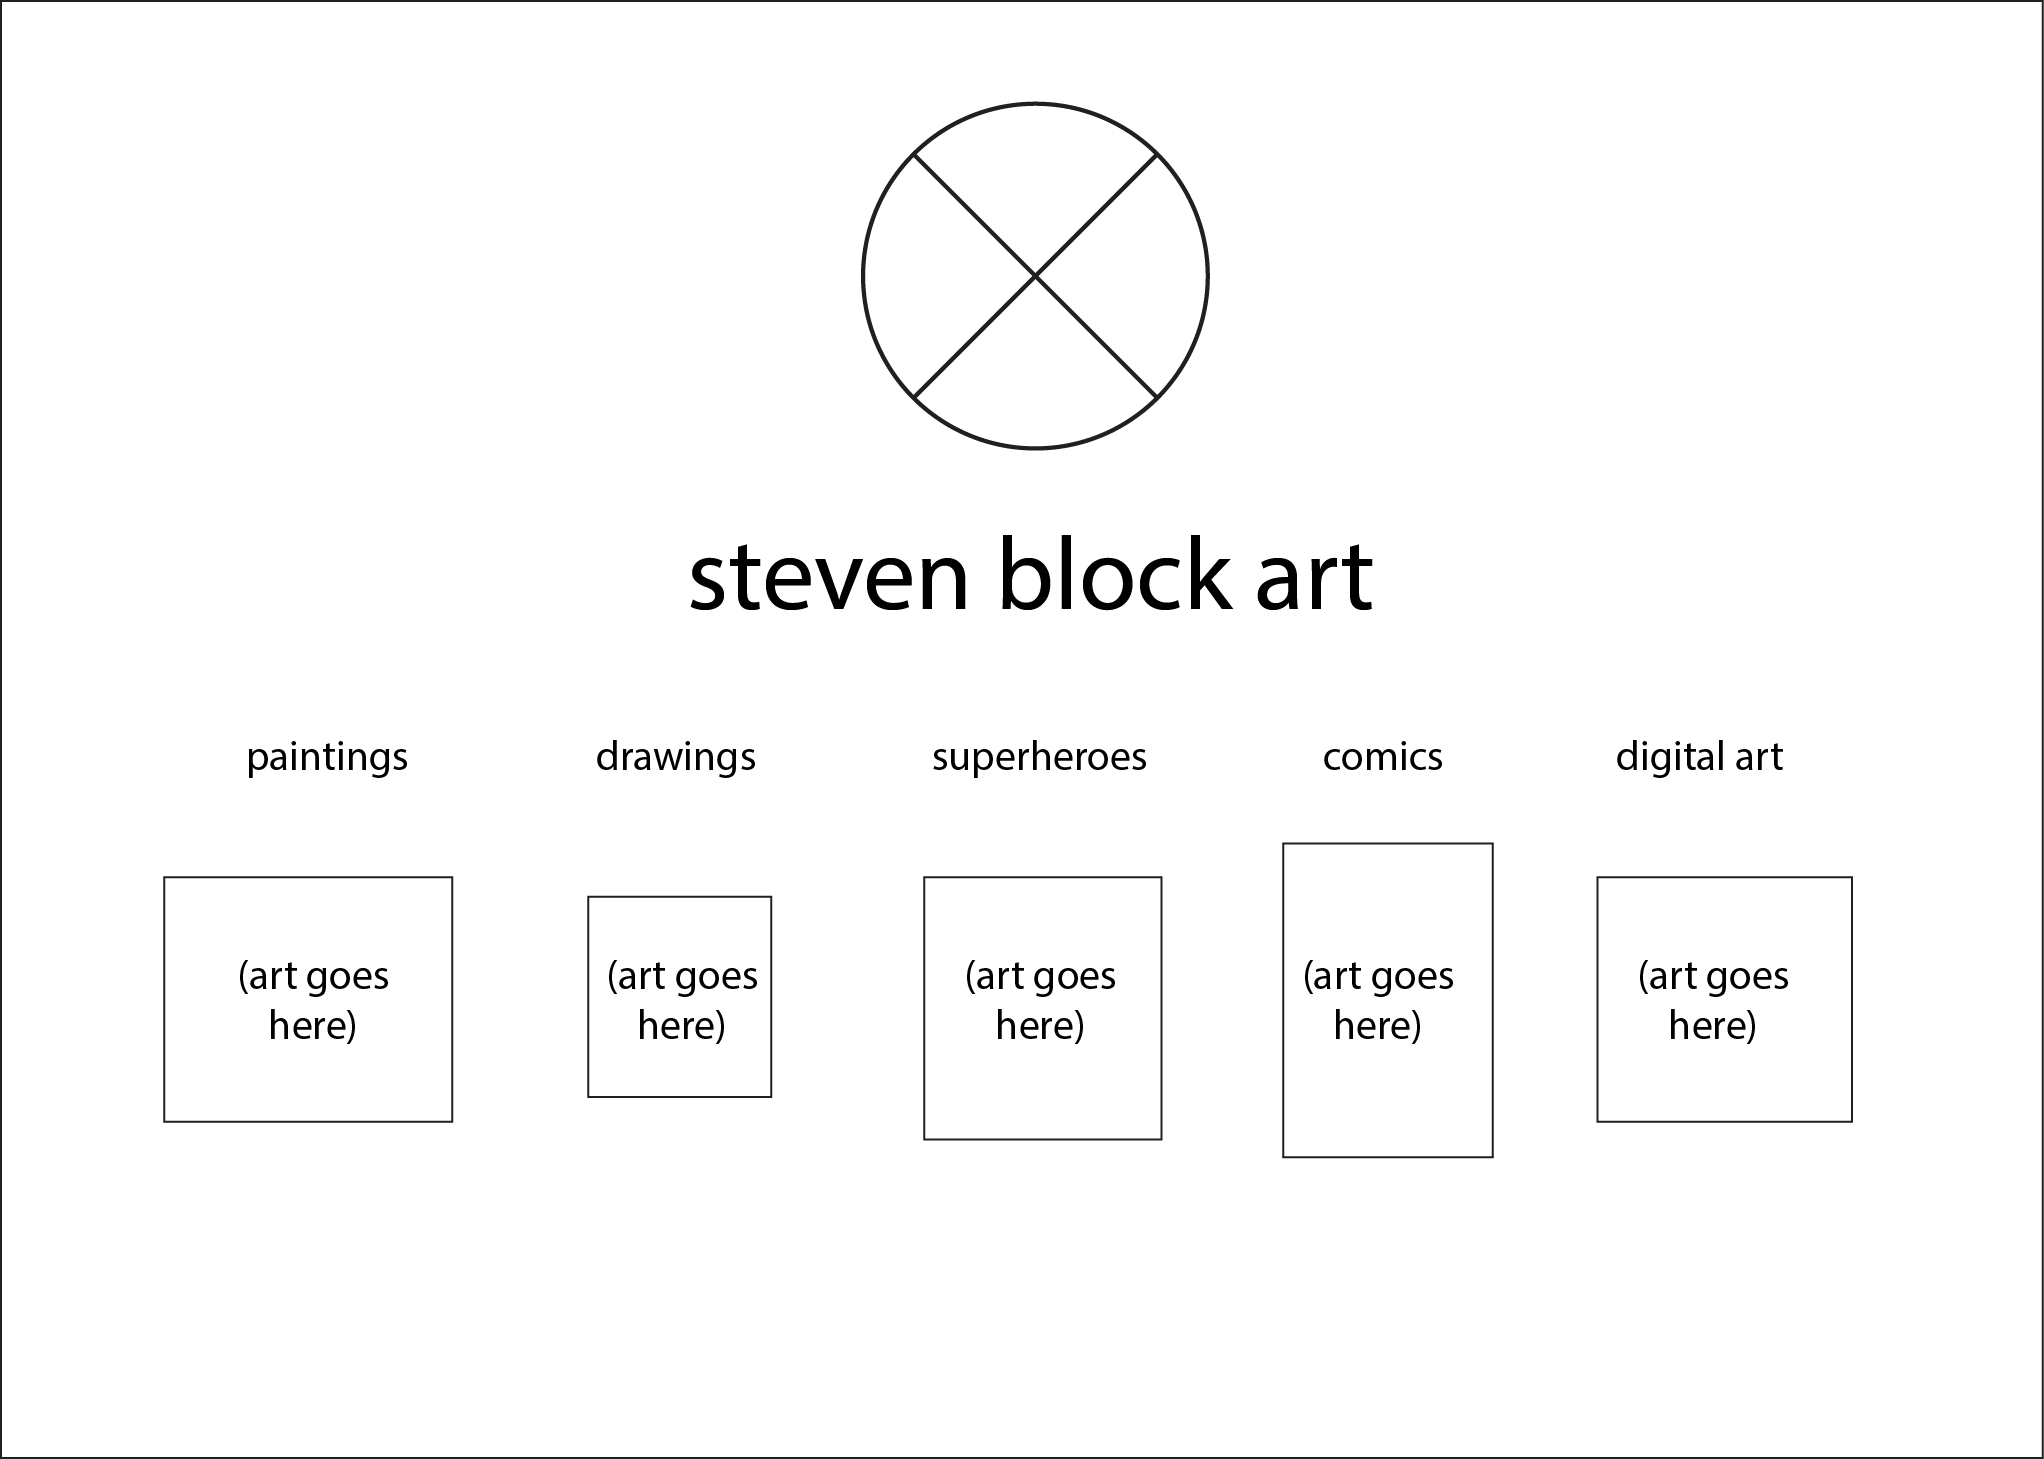 steven block art
paintings
drawings
superheroes
comics
digital art
(art goes
here)
(art goes
here)
(art goes
here)
(art goes
here)
(art goes
here)